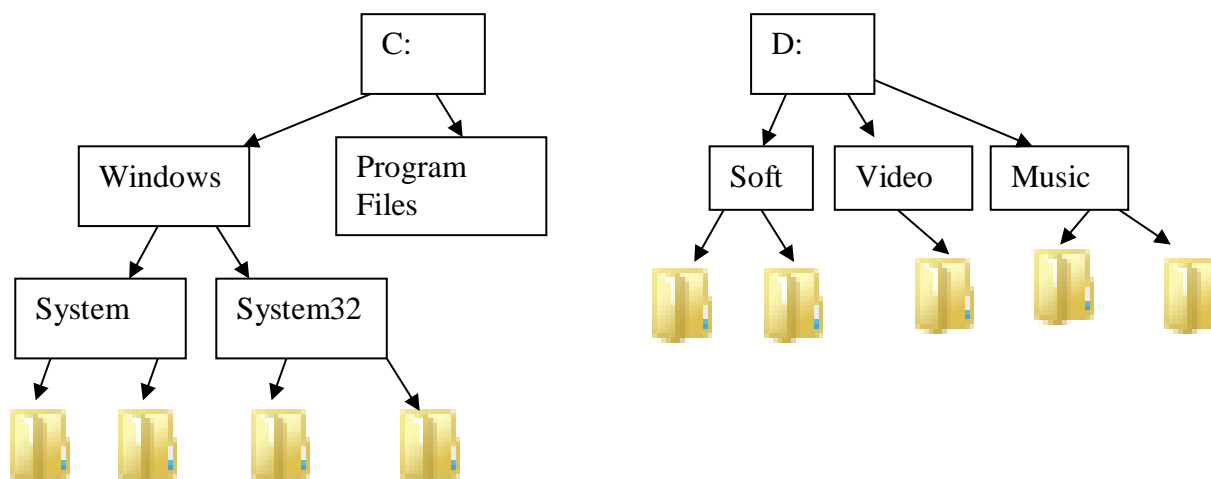 C:
D:
Windows
Program
Files
Soft
Video
Music
System
System32